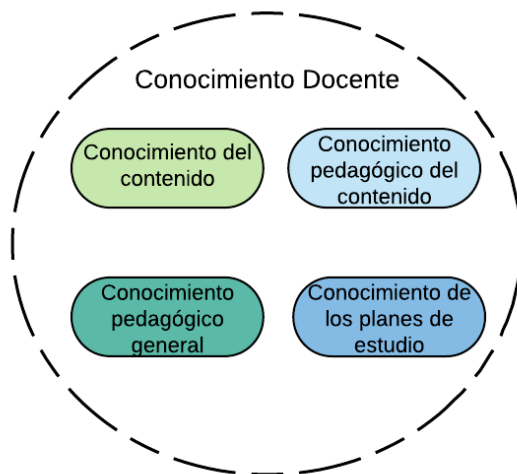 Conocimiento Docente
Conocimiento del
contenido
Conocimiento
pedagógico del
contenido
Conocimiento
pedagógico
general
Conocimiento de
los planes de
estudio